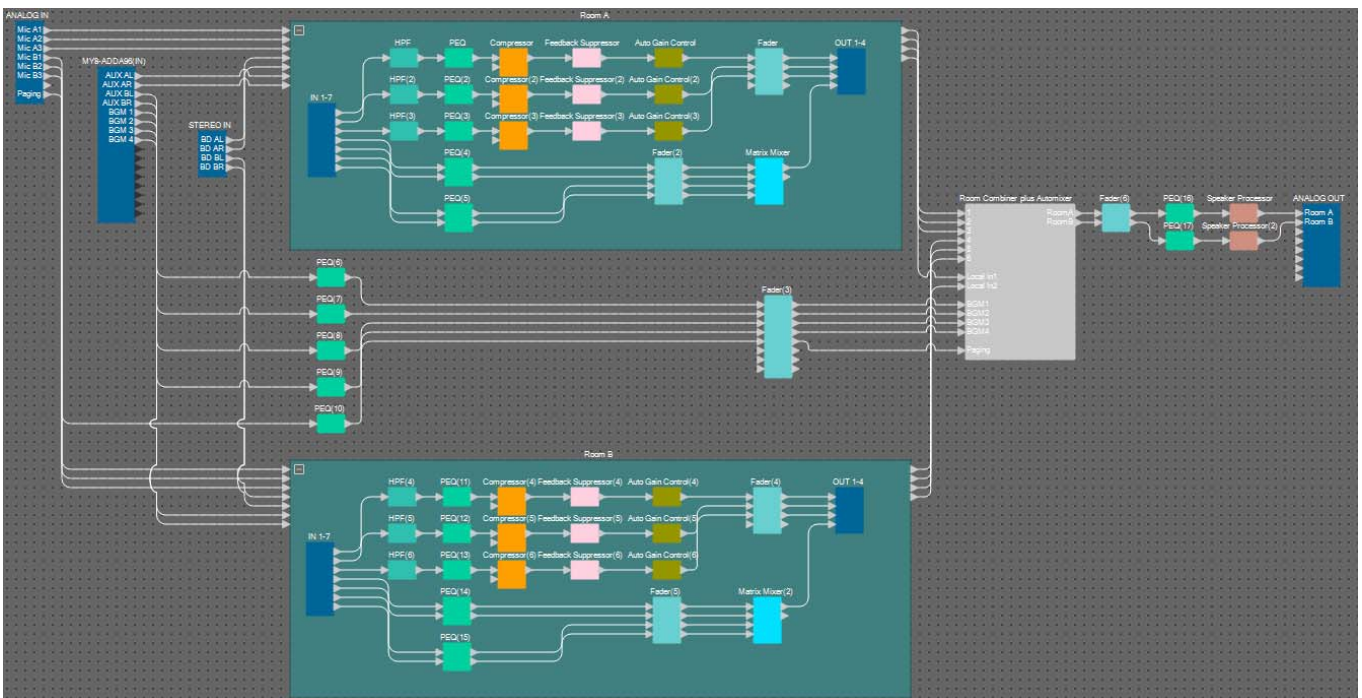 ANALOG IN
Mic A1
Mic A2
Mic A3
Mic B1
Mic B2
Mic B3
Paging
MY8-ADDA96(IN)
AUX AL
AUX AR
AUX BL
AUX BR
BGM 1
BGM 2
BGM 3
BGM 4
STEREO IN
BD AL
BD AR
BD BL
BD BR
Room A
HPF PEQ Compressor Feedback Suppressor Auto Gain Control Fader OUT 1-4
HPF(2) PEQ(2) Compressor(2) Feedback Suppressor(2) Auto Gain Control(2)
IN 1-7
HPF(3) PEQ(3) Compressor(3) Feedback Suppressor(3) Auto Gain Control(3)
PEQ(4) Fader(2) Matrix Mixer
PEQ(5)
PEQ(6)
PEQ(7)
PEQ(8)
PEQ(9)
PEQ(10)
Fader(3)
Room Combiner plus Automixer
1
2
3
4
5
6
Local In1
Local In2
BGM1
BGM2
BGM3
BGM4
Paging
RoomA
RoomB
Fader(6) PEQ(16) Speaker Processor ANALOG OUT
PEQ(17) Speaker Processor(2)
Room A
Room B
Room B
HPF(4) PEQ(11) Compressor(4) Feedback Suppressor(4) Auto Gain Control(4) Fader(4) OUT 1-4
HPF(5) PEQ(12) Compressor(5) Feedback Suppressor(5) Auto Gain Control(5)
IN 1-7
HPF(6) PEQ(13) Compressor(6) Feedback Suppressor(6) Auto Gain Control(6)
PEQ(14) Fader(5) Matrix Mixer(2)
PEQ(15)